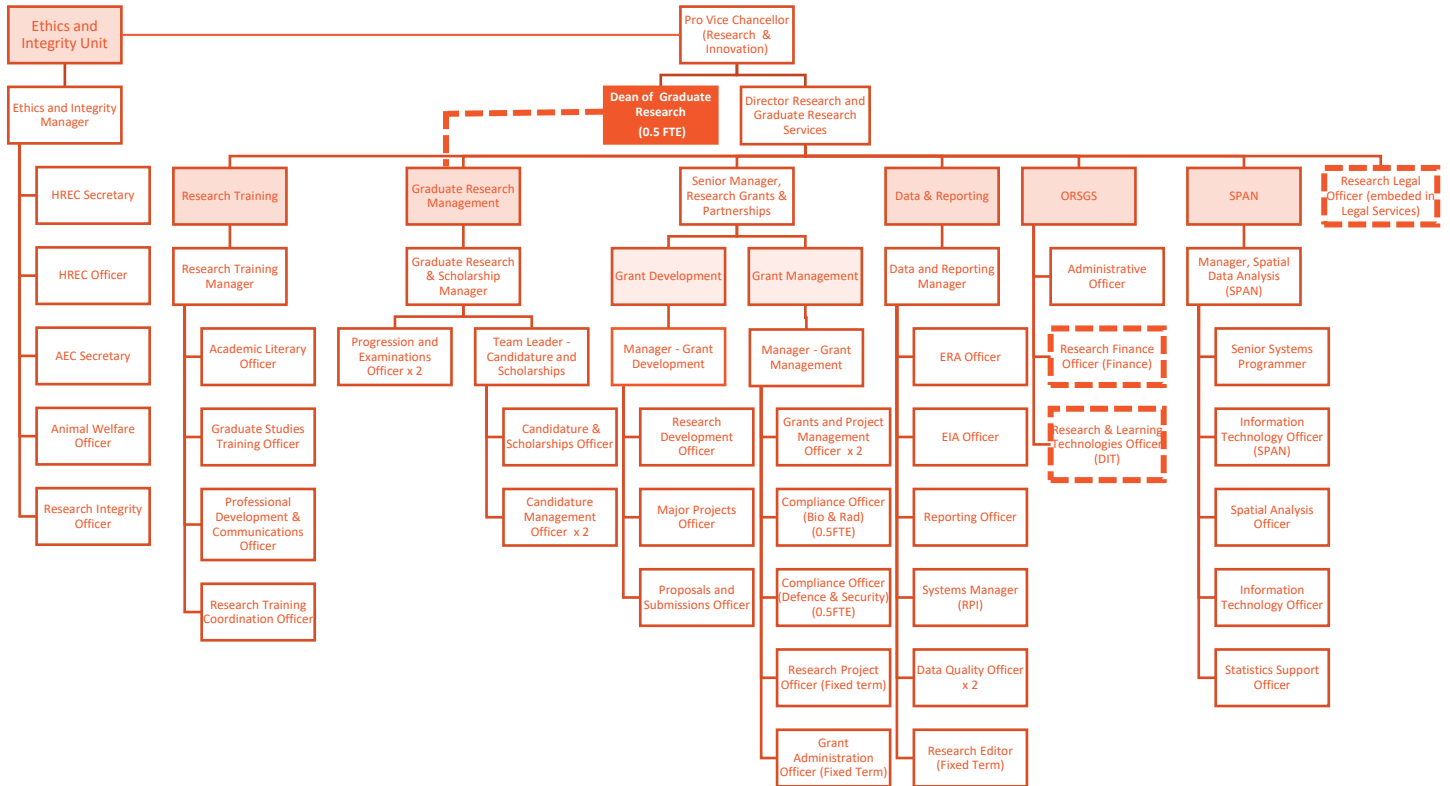 Ethics and
Integrity Unit
Pro Vice Chancellor
(Research &
Innovation)
Ethics and Integrity
Manager
Dean of Graduate
Research
(0.5 FTE)
Director Research and
Graduate Research
Services
HREC Secretary
HREC Officer
AEC Secretary
Animal Welfare
Officer
Research Integrity
Officer
Research Training
Research Training
Manager
Academic Literary
Officer
Graduate Studies
Training Officer
Professional
Development &
Communications
Officer
Research Training
Coordination Officer
Graduate Research
Management
Graduate Research
& Scholarship
Manager
Progression and
Examinations
Officer x 2
Team Leader -
Candidature and
Scholarships
Candidature &
Scholarships Officer
Candidature
Management
Officer x 2
Senior Manager,
Research Grants &
Partnerships
Grant Development
Manager - Grant
Development
Research
Development
Officer
Major Projects
Officer
Proposals and
Submissions Officer
Grant Management
Manager - Grant
Management
Grants and Project
Management
Officer x 2
Compliance Officer
(Bio & Rad)
(0.5FTE)
Compliance Officer
(Defence & Security)
(0.5FTE)
Research Project
Officer (Fixed term)
Grant
Administration
Officer (Fixed Term)
Data & Reporting
Data and Reporting
Manager
ERA Officer
EIA Officer
Reporting Officer
Systems Manager
(RPI)
Data Quality Officer
x 2
Research Editor
(Fixed Term)
ORSGS
Administrative
Officer
Research Finance
Officer (Finance)
Research & Learning
Technologies Officer
(DIT)
SPAN
Manager, Spatial
Data Analysis
(SPAN)
Senior Systems
Programmer
Information
Technology Officer
(SPAN)
Spatial Analysis
Officer
Information
Technology Officer
Statistics Support
Officer
Research Legal
Officer (embeded in
Legal Services)